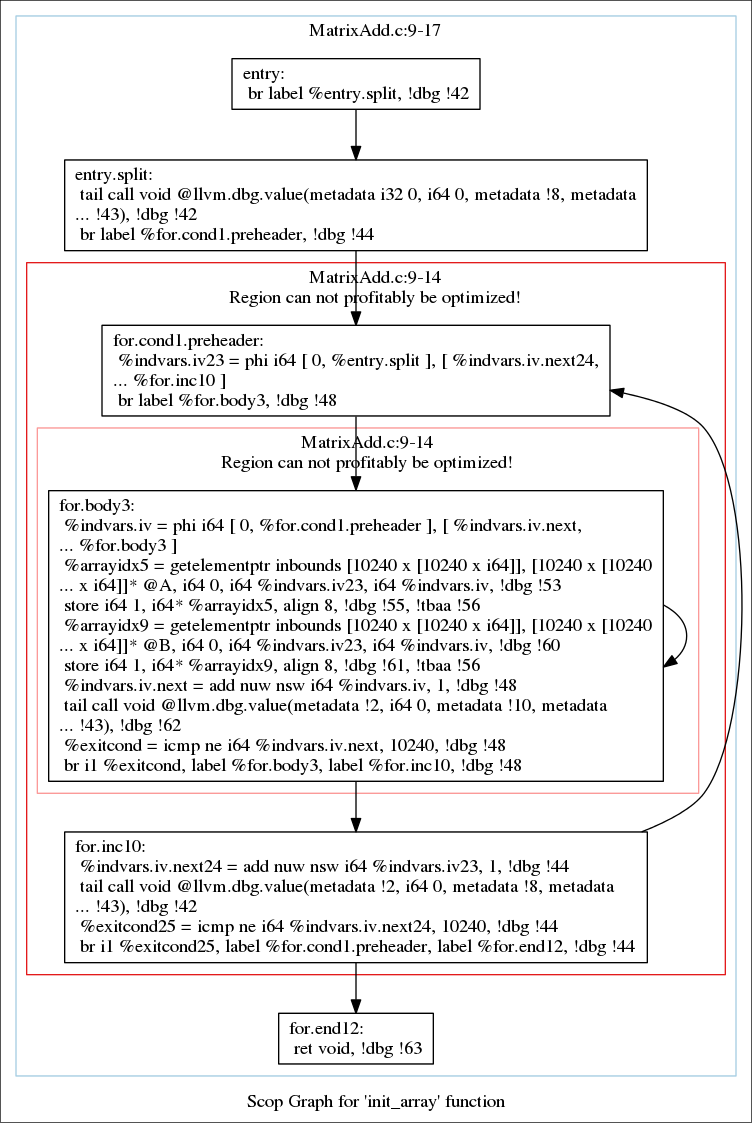 MatrixAdd.c:9-17
entry:
br label %entry.split, !dbg !42
entry.split:
tail call void @llvm.dbg.value(metadata i32 0, i64 0, metadata !8, metadata
... !43), !dbg !42
br label %for.cond1.preheader, !dbg !44
MatrixAdd.c:9-14
Region can not profitably be optimized!
for.cond1.preheader:
%indvars.iv23 = phi i64 [ 0, %entry.split ], [ %indvars.iv.next24,
... %for.inc10 ]
br label %for.body3, !dbg !48
MatrixAdd.c:9-14
Region can not profitably be optimized!
for.body3:
%indvars.iv = phi i64 [ 0, %for.cond1.preheader ], [ %indvars.iv.next,
... %for.body3 ]
%arrayidx5 = getelementptr inbounds [10240 x [10240 x i64]], [10240 x [10240
... x i64]]* @A, i64 0, i64 %indvars.iv23, i64 %indvars.iv, !dbg !53
store i64 1, i64* %arrayidx5, align 8, !dbg !55, !tbaa !56
%arrayidx9 = getelementptr inbounds [10240 x [10240 x i64]], [10240 x [10240
... x i64]]* @B, i64 0, i64 %indvars.iv23, i64 %indvars.iv, !dbg !60
store i64 1, i64* %arrayidx9, align 8, !dbg !61, !tbaa !56
%indvars.iv.next = add nuw nsw i64 %indvars.iv, 1, !dbg !48
tail call void @llvm.dbg.value(metadata !2, i64 0, metadata !10, metadata
... !43), !dbg !62
%exitcond = icmp ne i64 %indvars.iv.next, 10240, !dbg !48
br i1 %exitcond, label %for.body3, label %for.inc10, !dbg !48
for.inc10:
%indvars.iv.next24 = add nuw nsw i64 %indvars.iv23, 1, !dbg !44
tail call void @llvm.dbg.value(metadata !2, i64 0, metadata !8, metadata
... !43), !dbg !42
%exitcond25 = icmp ne i64 %indvars.iv.next24, 10240, !dbg !44
br i1 %exitcond25, label %for.cond1.preheader, label %for.end12, !dbg !44
for.end12:
ret void, !dbg !63
Scop Graph for 'init_array' function